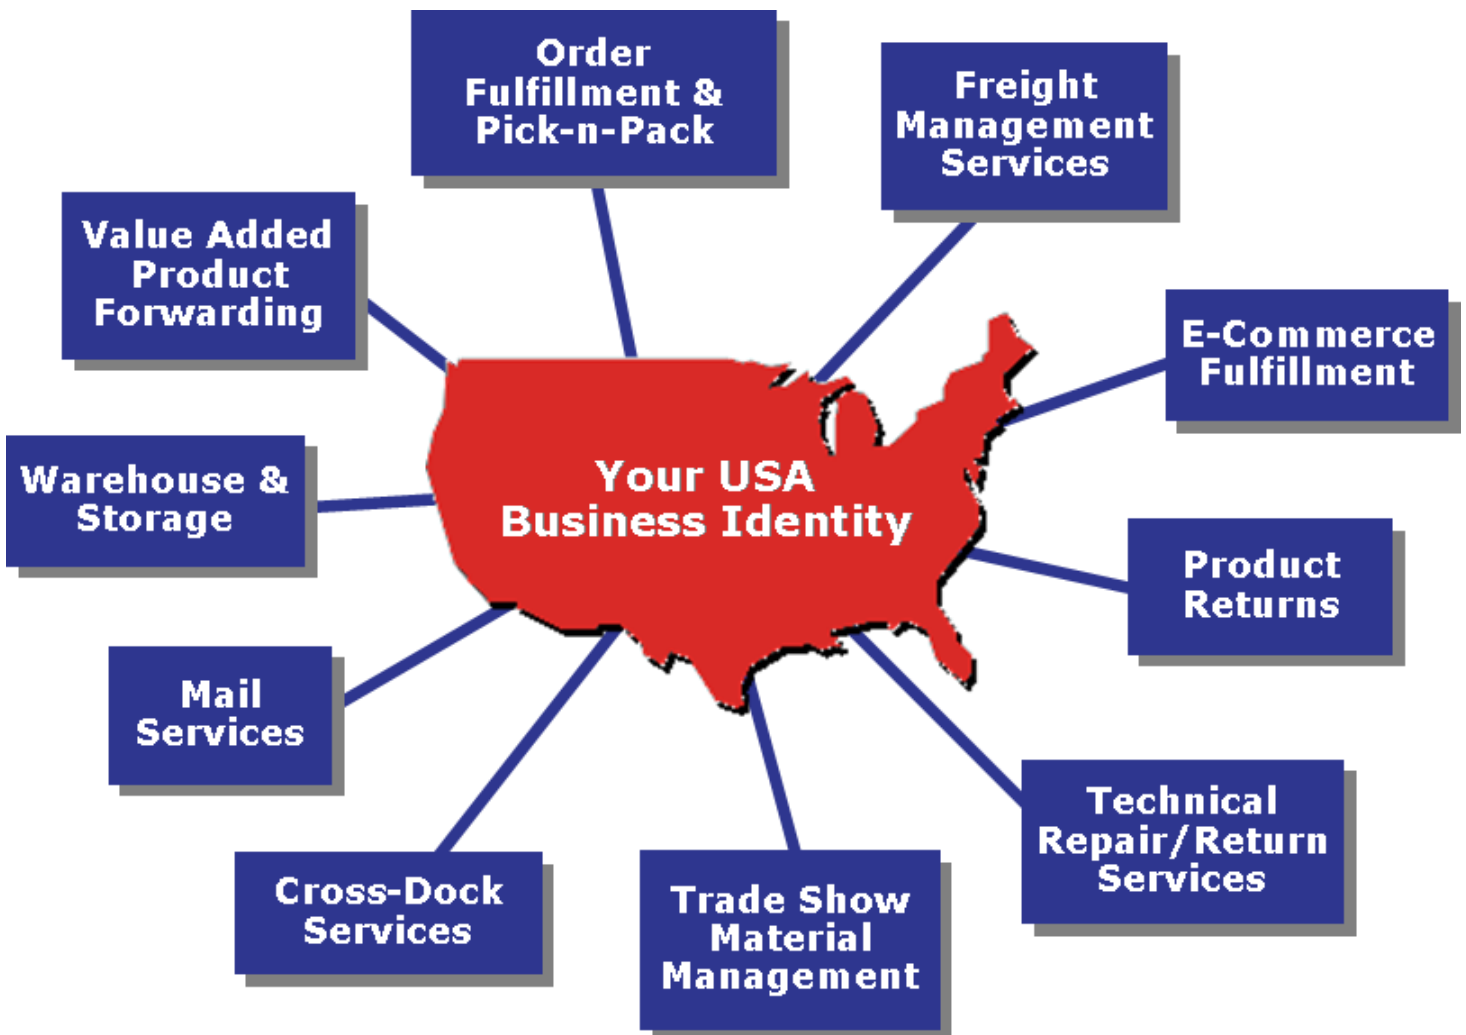 Order
Fulfillment &
Pick-n-Pack
Freight
Management
Services
Value Added
Product
Forwarding
E-Commerce
Fulfillment
Your USA
Business Identity
Warehouse &
Storage
Product
Returns
Mail
Services
Technical
Repair/Return
Services
Cross-Dock
Services
Trade Show
Material
Management